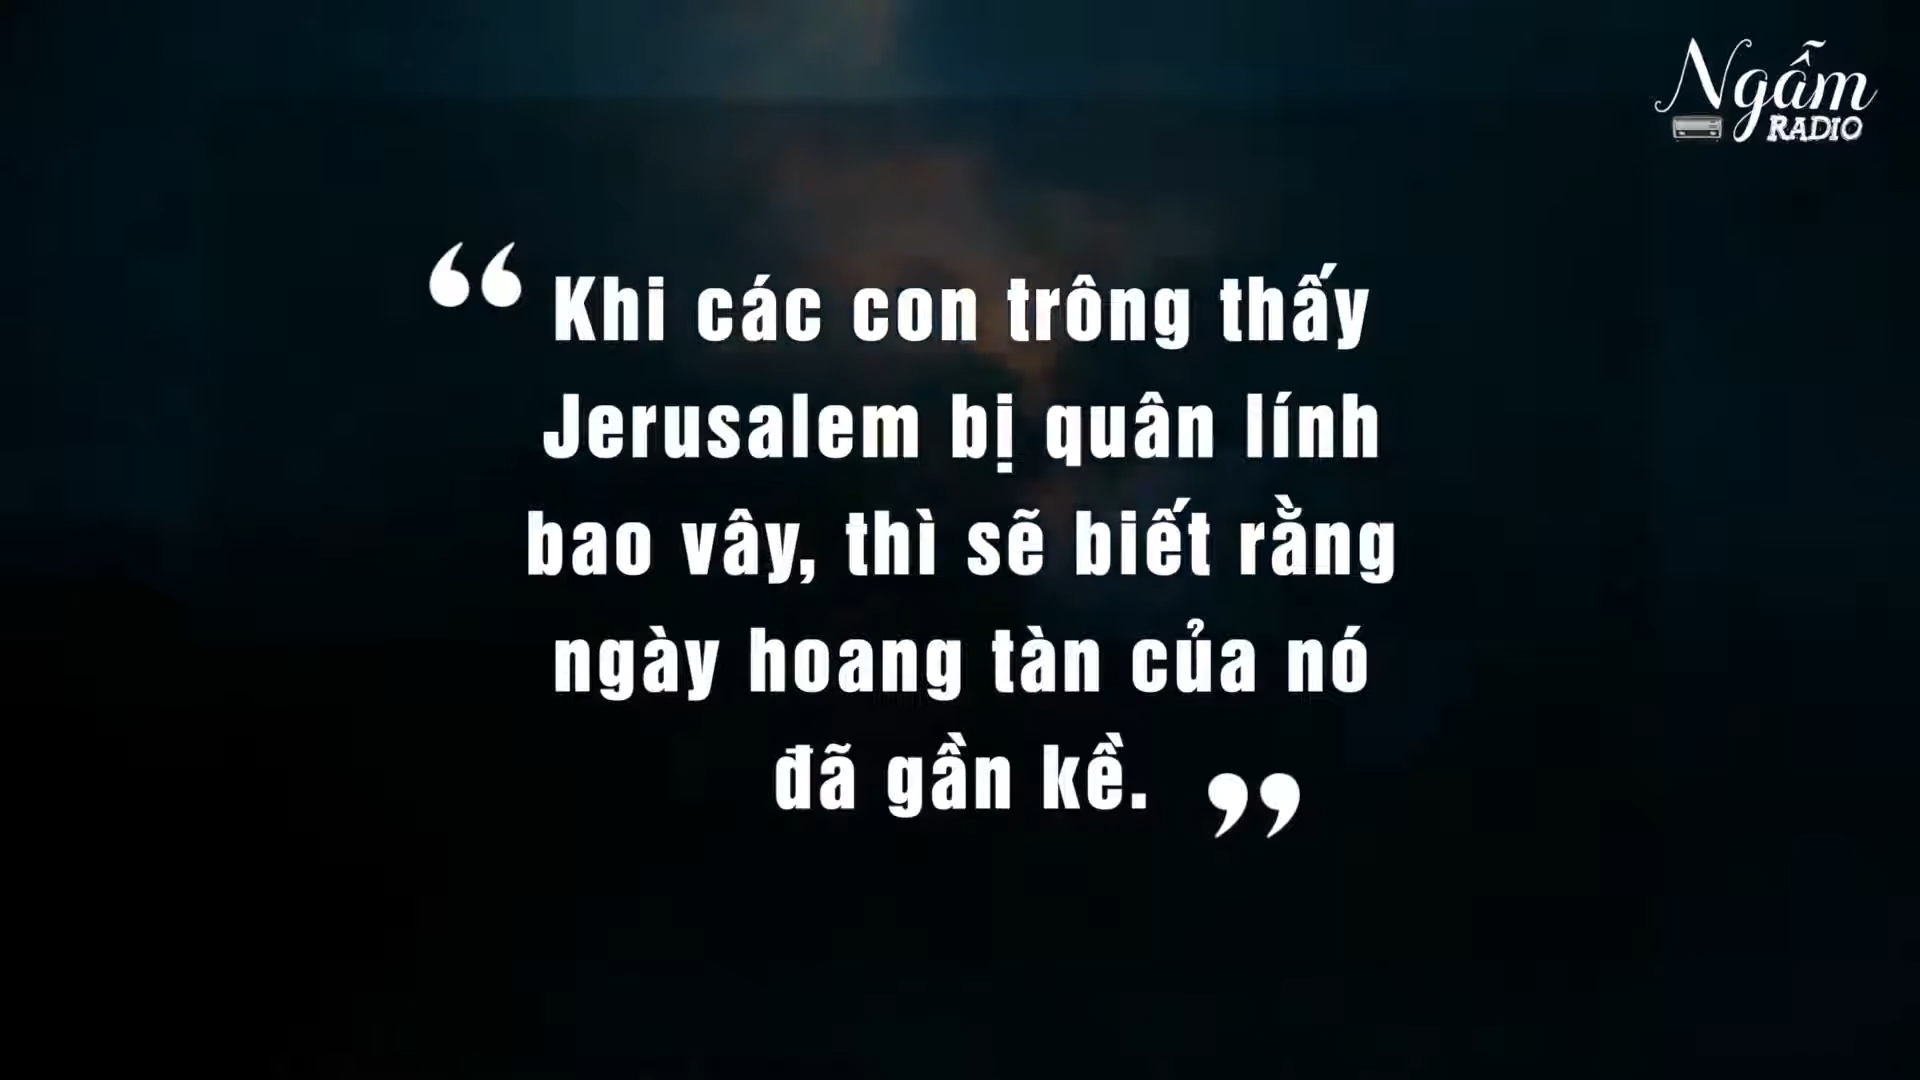 Ngẫm
RADIO
“ Khi các con trông thấy
Jerusalem bị quân lính
bao vây, thì sẽ biết rằng
ngày hoang tàn của nó
đã gần kề. ”